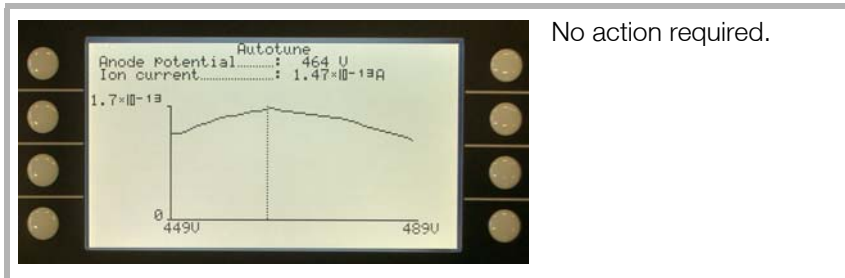 No action required.
Autotune
Anode potential………: 464 V
Ion current……………: 1.47×10-13A
1.7×10-13
0
449V 489V